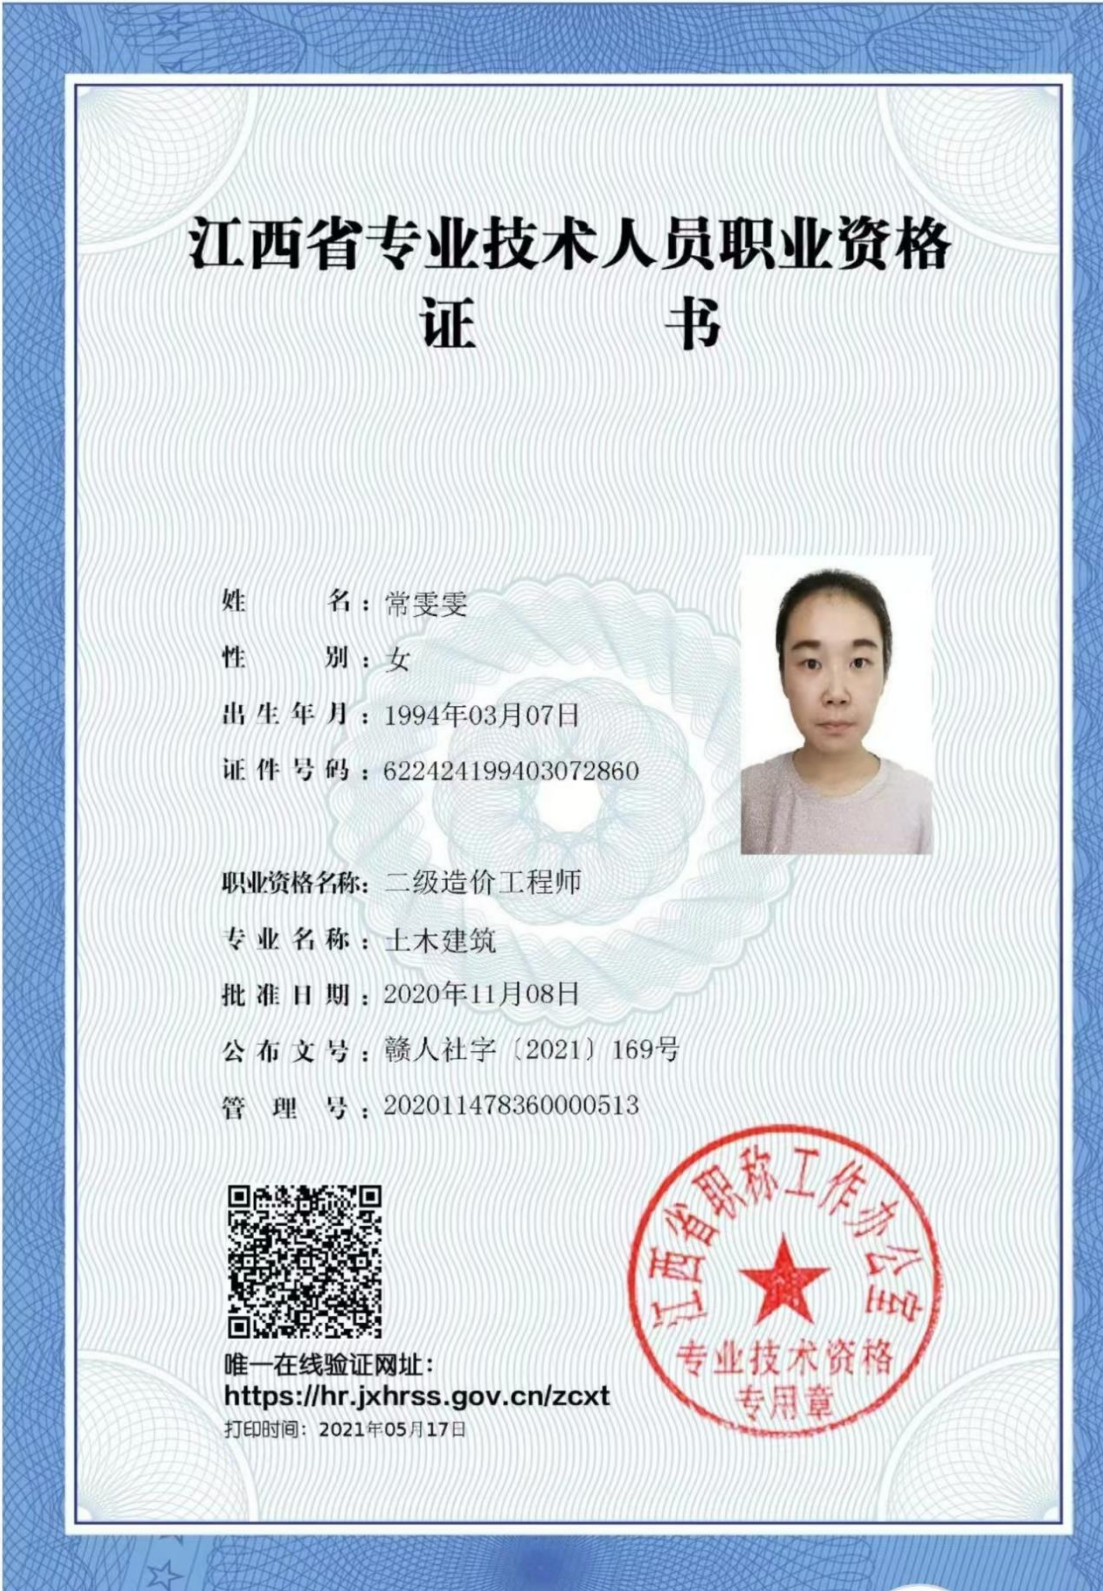 江西省专业技术人员职业资格
证 书
姓 名：常雯雯
性 别：女
出生年月：1994年03月07日
证件号码：622424199403072860
职业资格名称：二级造价工程师
专业名称：土木建筑
批准日期：2020年11月08日
公布文号：赣人社字〔2021〕169号
管 理 号：202011478360000513
江西省职称工作办公室
专业技术资格
专用章
唯一在线验证网址：
https://hr.jxhrss.gov.cn/zcxt
打印时间：2021年05月17日